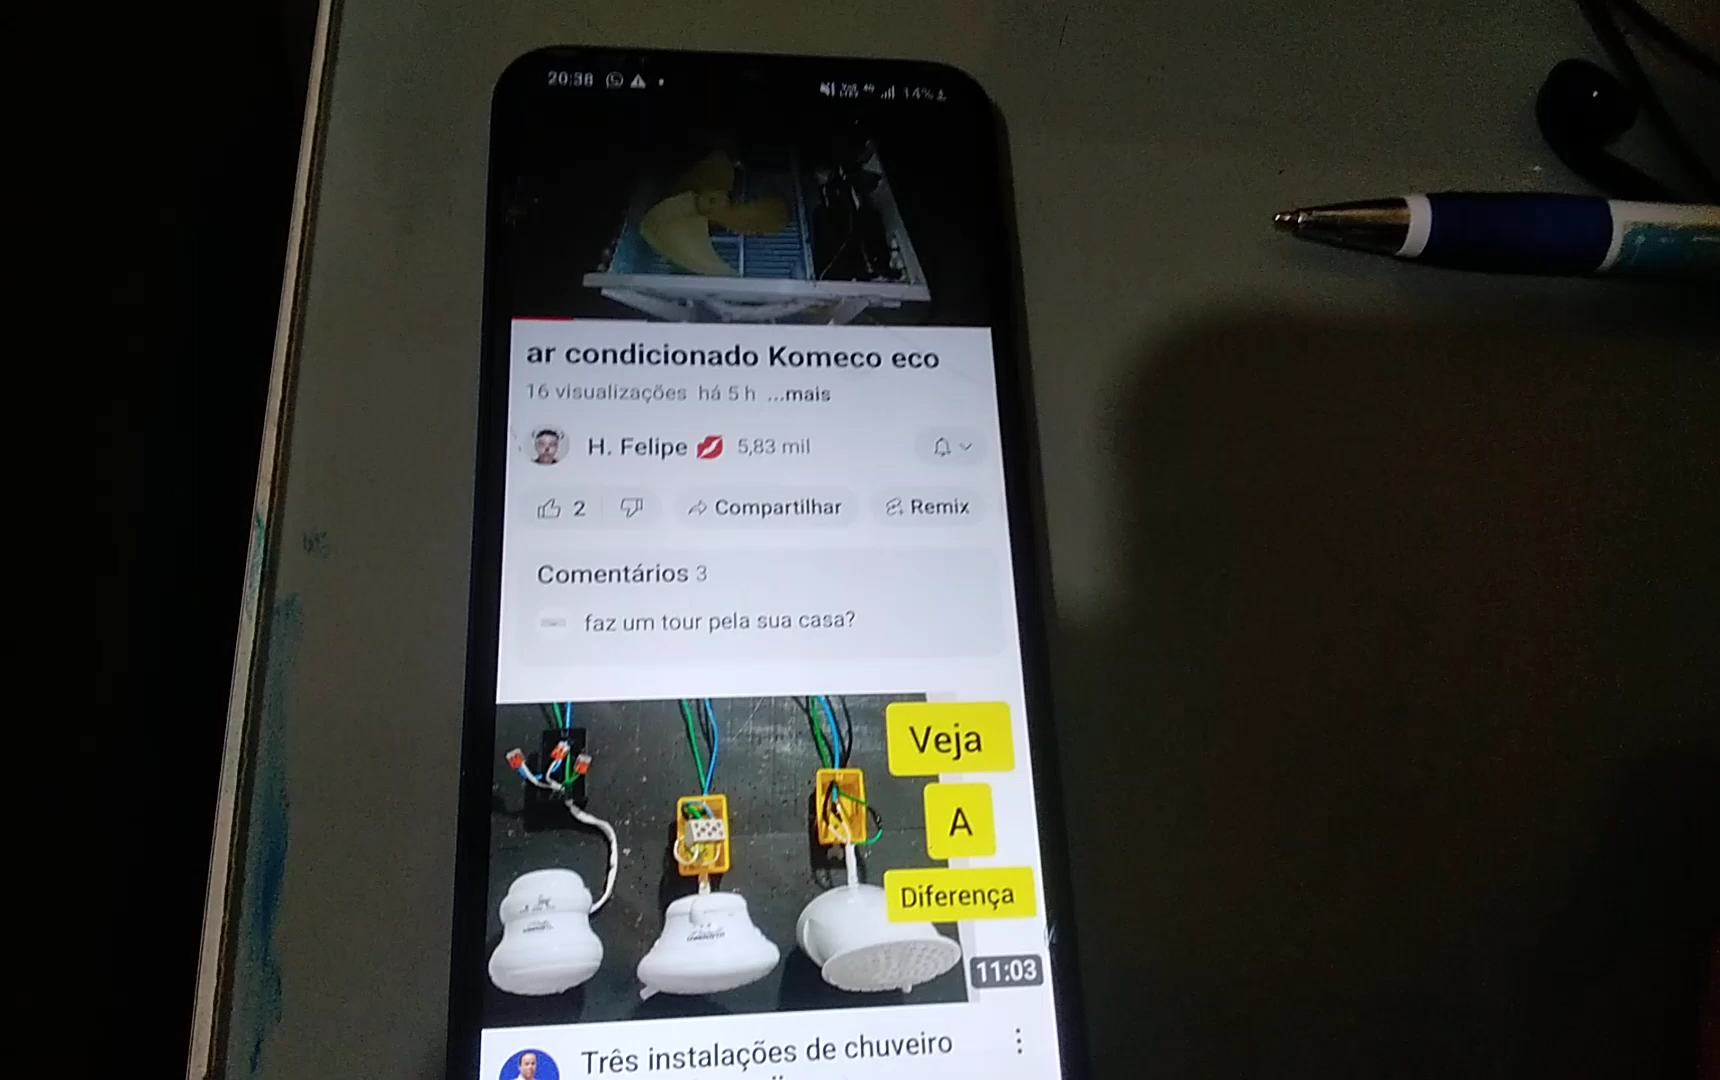 20:38 14%
ar condicionado Komeco eco
16 visualizações há 5 h ...mais
H. Felipe 5,83 mil
2 Compartilhar Remix
Comentários 3
faz um tour pela sua casa?
Veja
A
Diferença
11:03
Três instalações de chuveiro